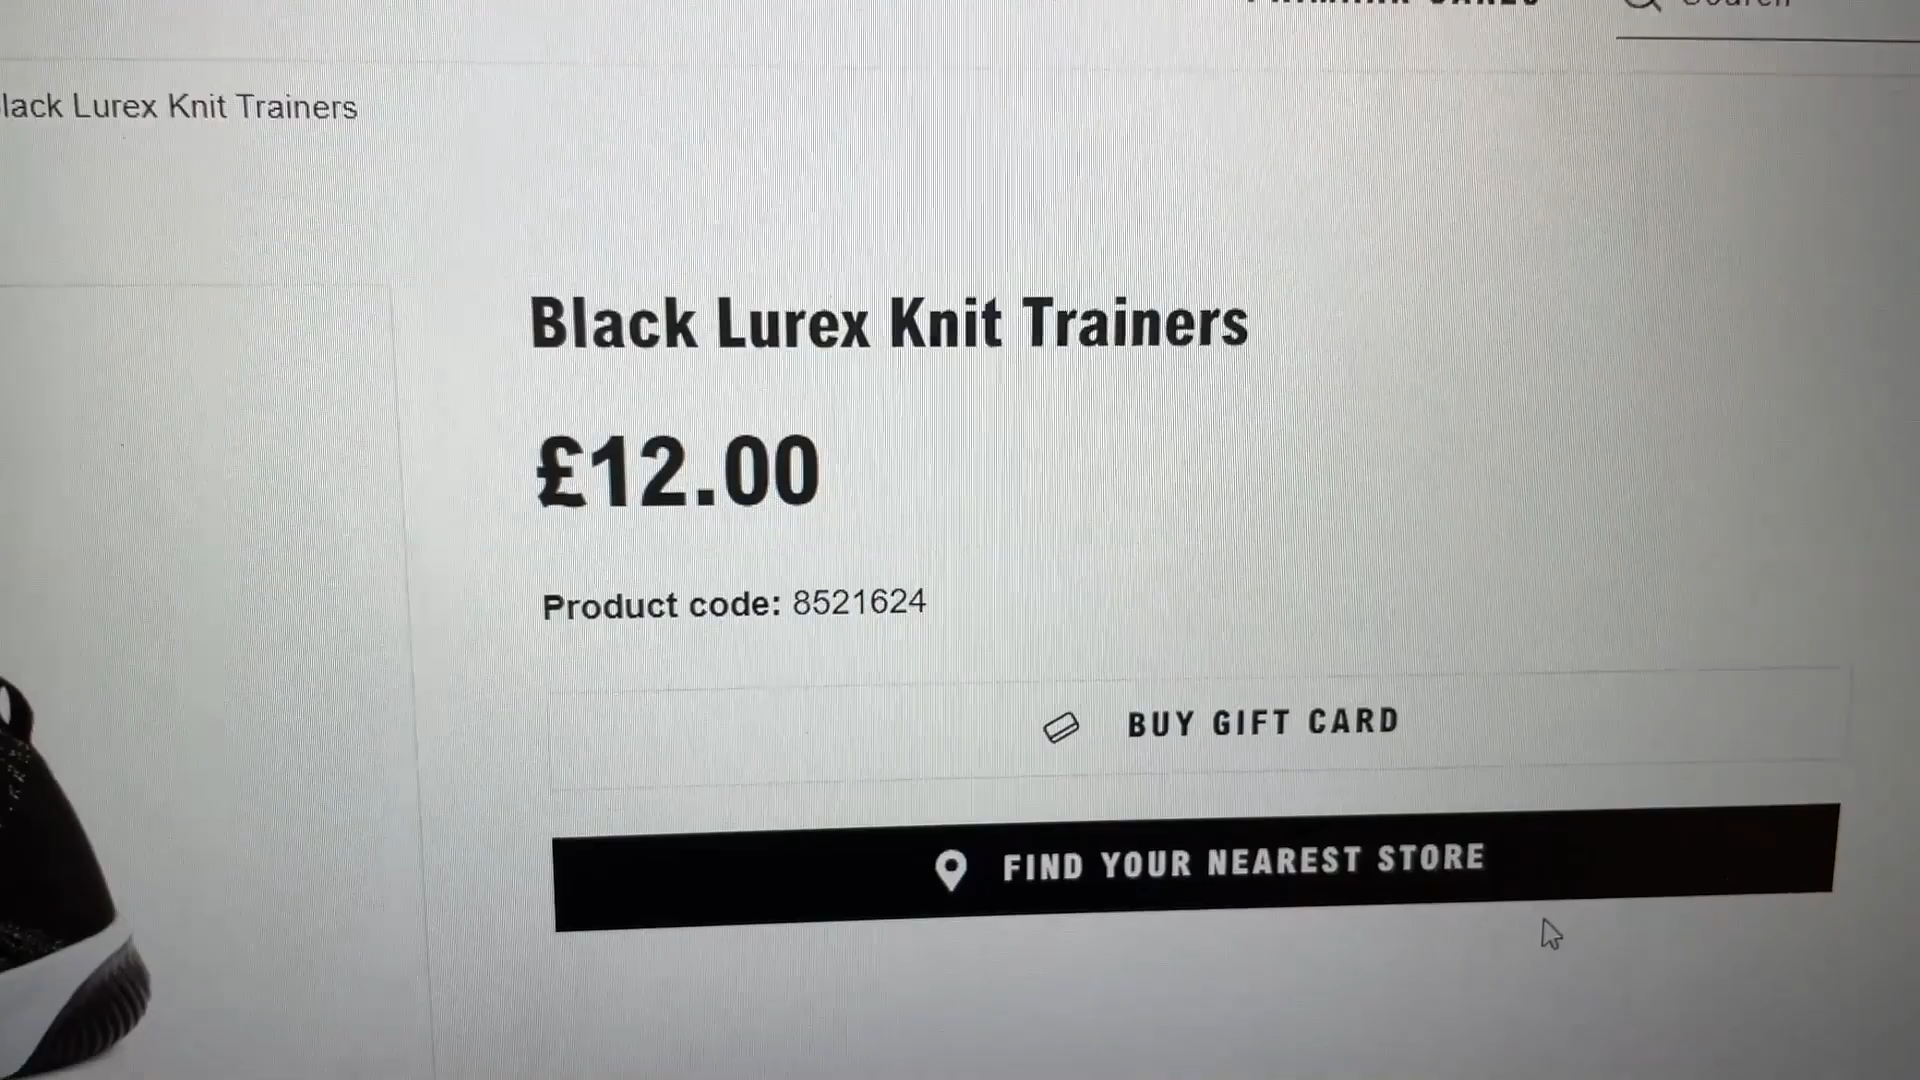 lack Lurex Knit Trainers
Black Lurex Knit Trainers
£12.00
Product code: 8521624
BUY GIFT CARD
FIND YOUR NEAREST STORE